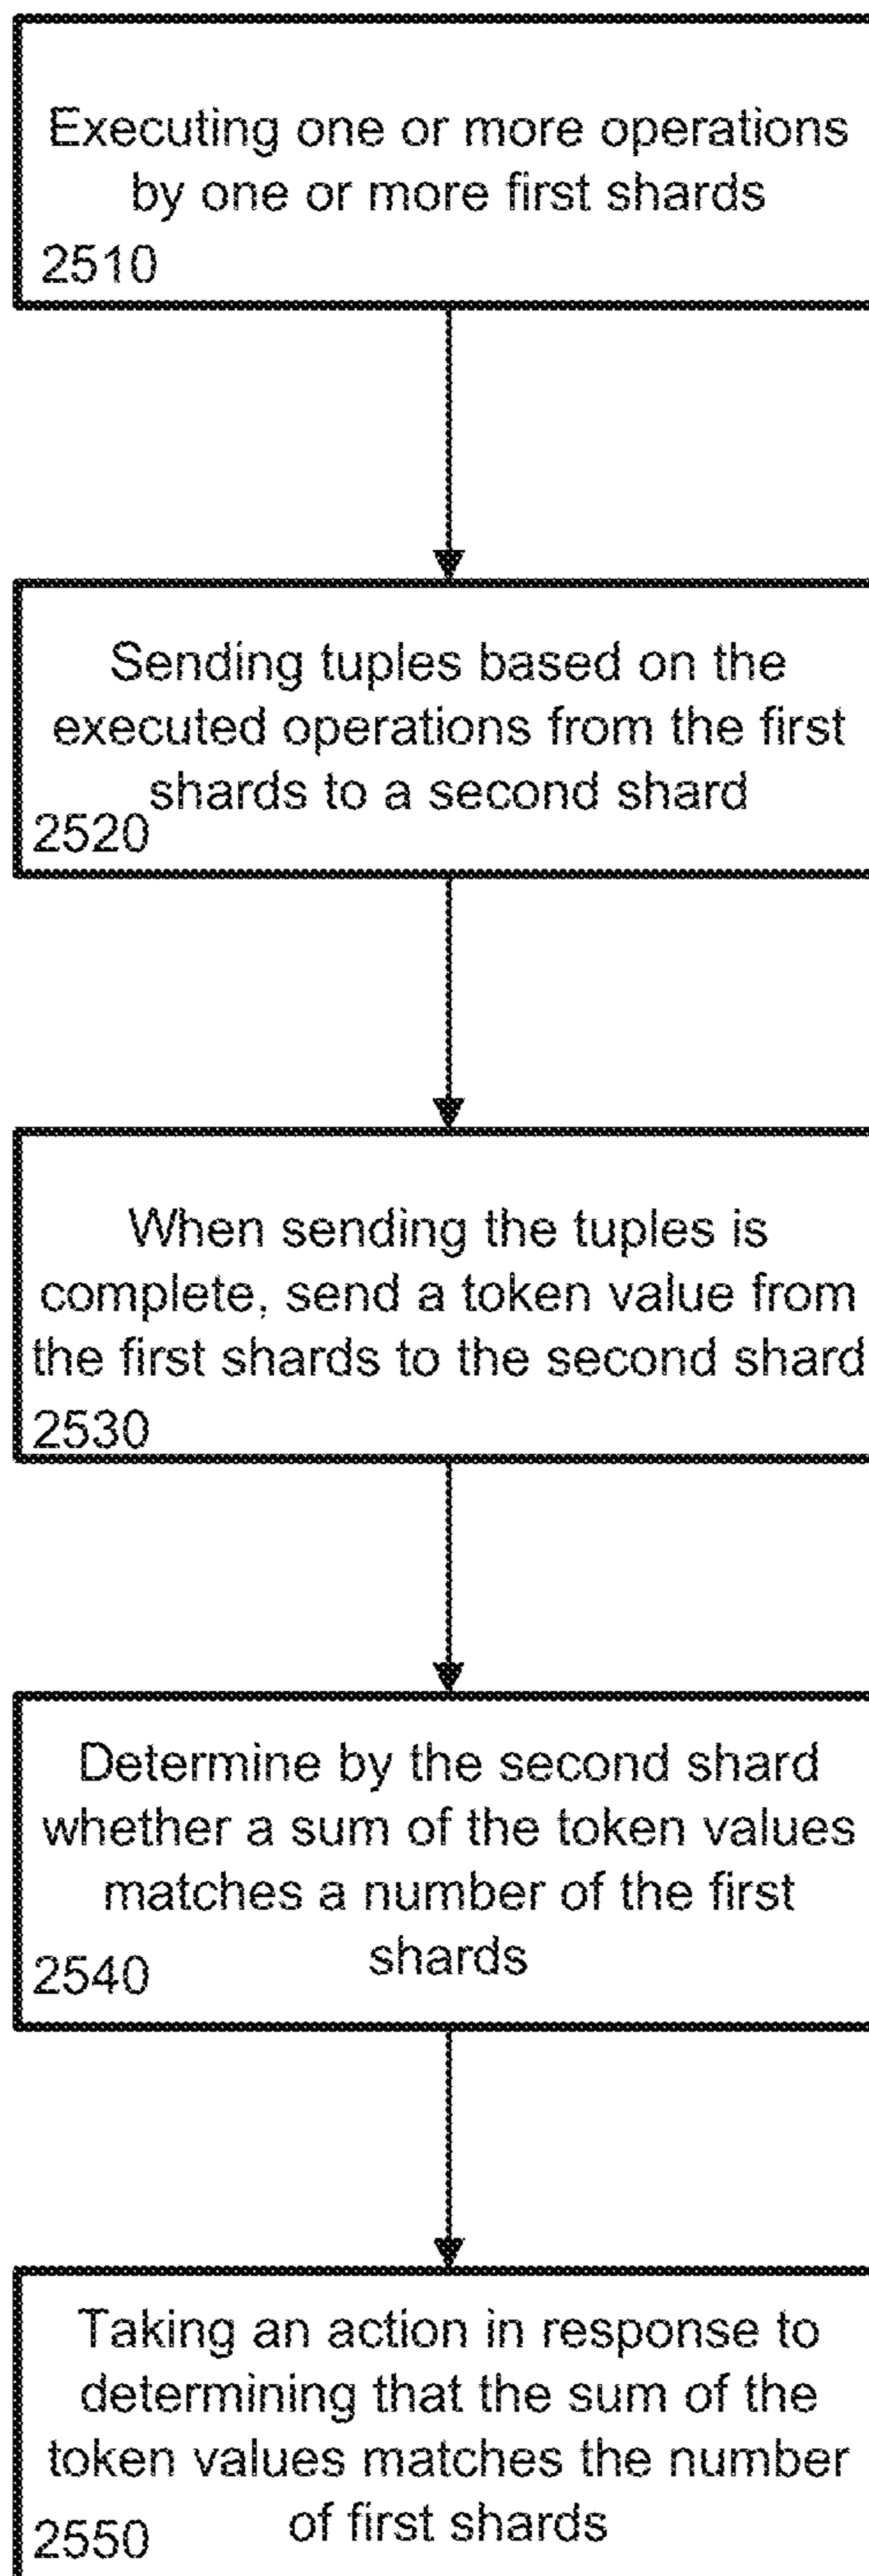 Executing one or more operations
by one or more first shards
2510
Sending tuples based on the
executed operations from the first
shards to a second shard
2520
When sending the tuples is
complete, send a token value from
the first shards to the second shard
2530
Determine by the second shard
whether a sum of the token values
matches a number of the first
shards
2540
Taking an action in response to
determining that the sum of the
token values matches the number
of first shards
2550